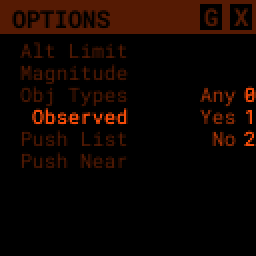 OPTIONS G X
Alt Limit
Magnitude
Obj Types Any 0
Observed Yes 1
Push List No 2
Push Near